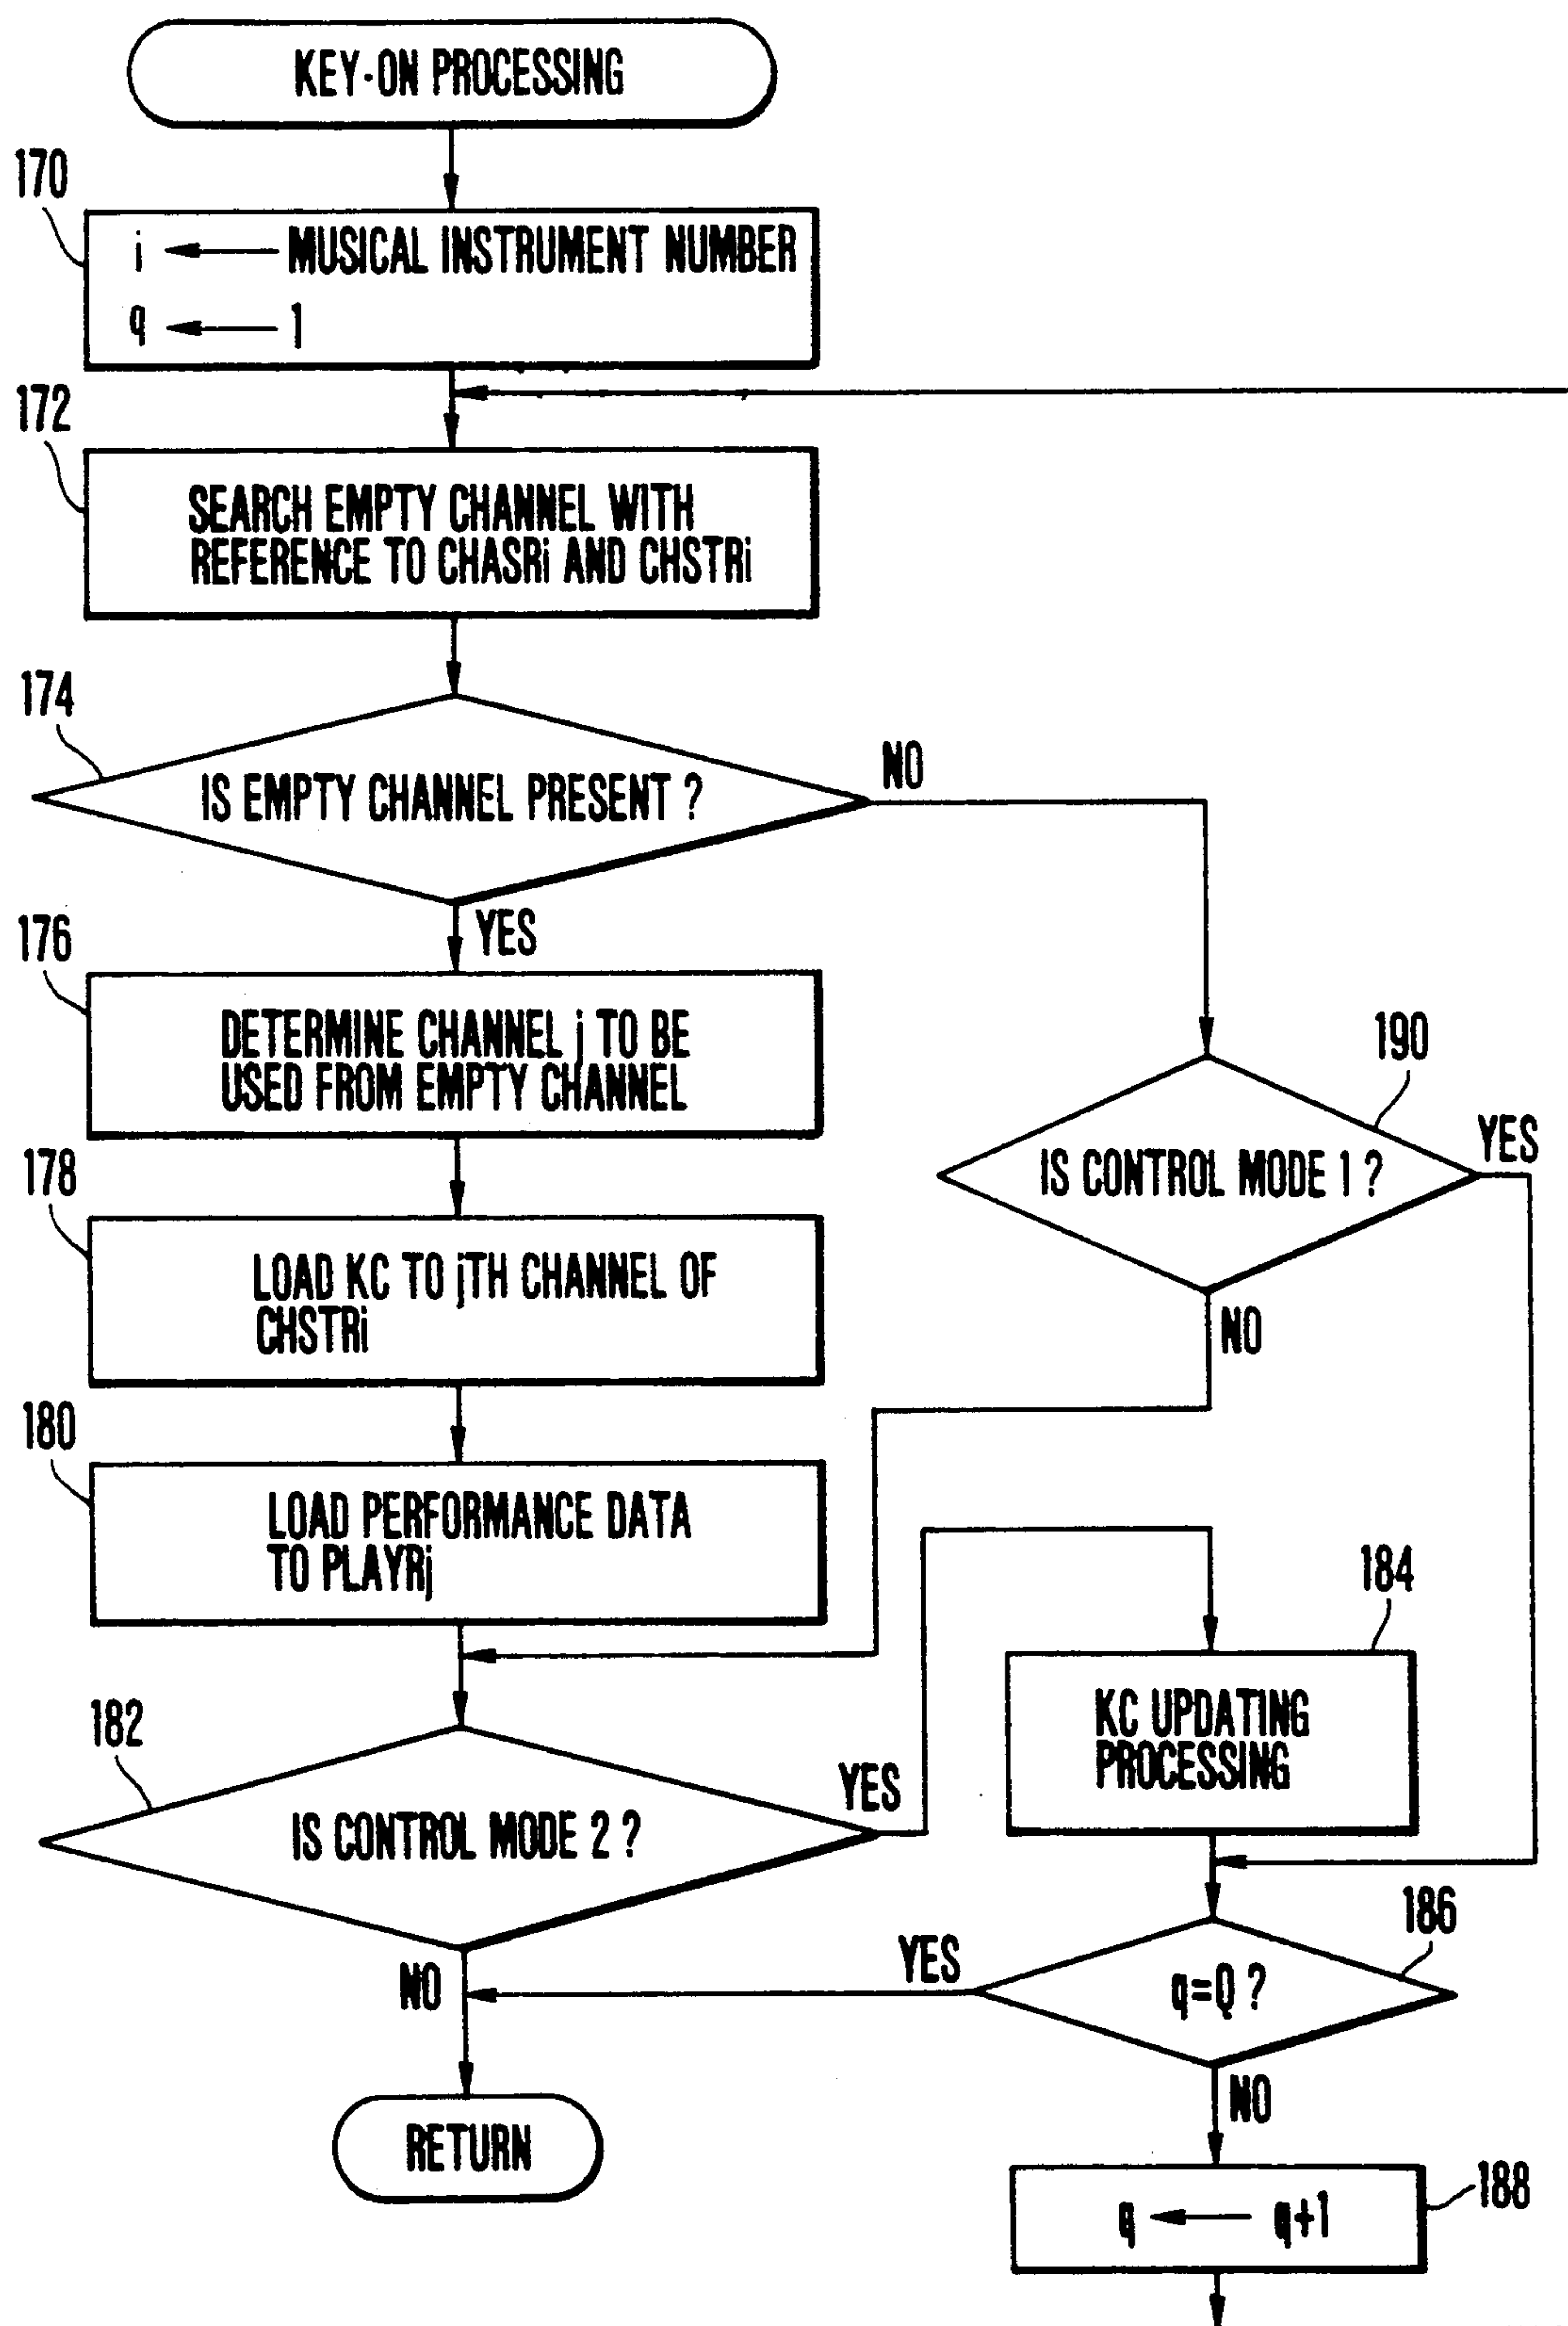 KEY-ON PROCESSING
170
i ← MUSICAL INSTRUMENT NUMBER
q ← 1
172
SEARCH EMPTY CHANNEL WITH
REFERENCE TO CHASRi AND CHSTRi
174
IS EMPTY CHANNEL PRESENT ?
NO
YES
176
DETERMINE CHANNEL j TO BE
USED FROM EMPTY CHANNEL
190
IS CONTROL MODE 1 ?
YES
NO
178
LOAD KC TO jTH CHANNEL OF
CHSTRi
180
LOAD PERFORMANCE DATA
TO PLAYRj
182
IS CONTROL MODE 2 ?
YES
NO
184
KC UPDATING
PROCESSING
186
q=Q ?
YES
NO
RETURN
188
q ← q+1